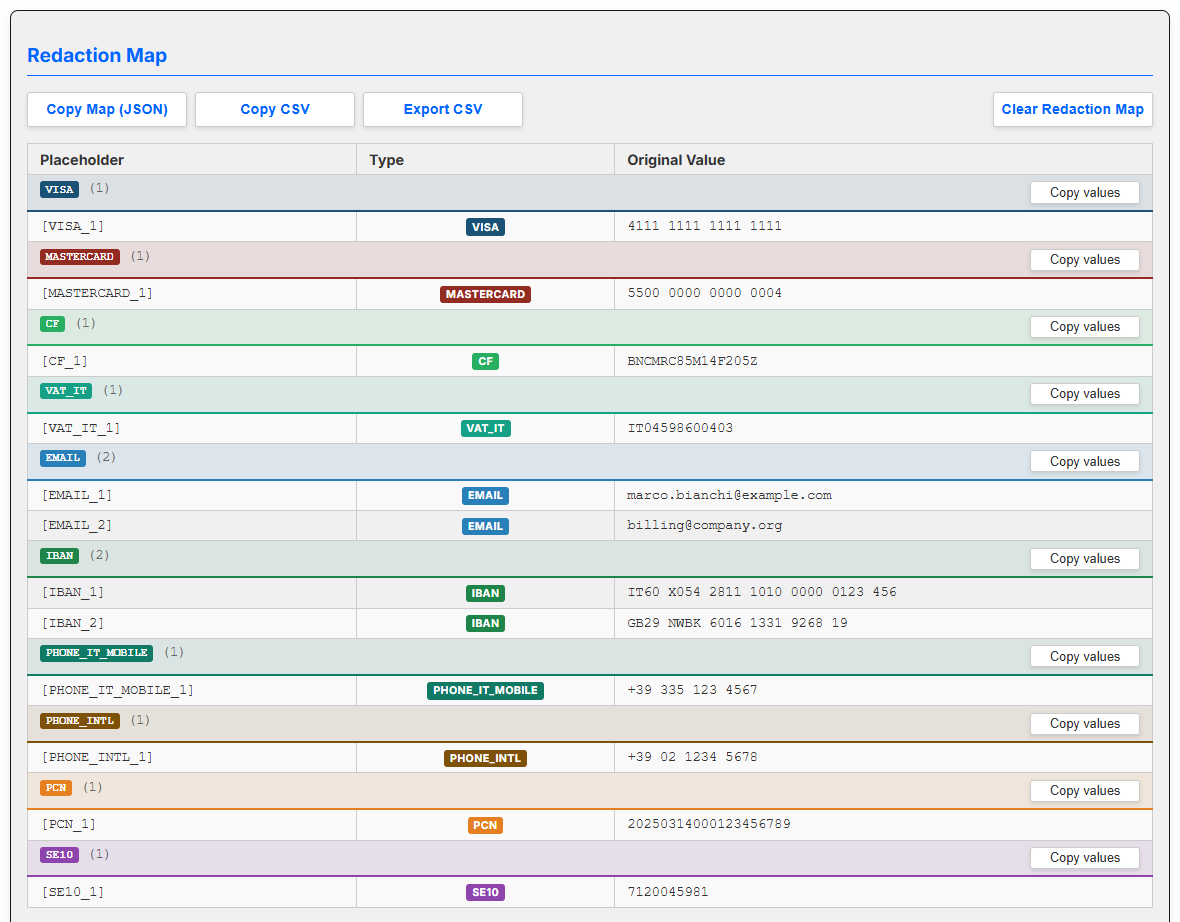 Redaction Map
Copy Map (JSON) Copy CSV Export CSV Clear Redaction Map
Placeholder Type Original Value
VISA (1) Copy values
[VISA_1] VISA 4111 1111 1111 1111
MASTERCARD (1) Copy values
[MASTERCARD_1] MASTERCARD 5500 0000 0000 0004
CF (1) Copy values
[CF_1] CF BNCMRC85M14F205Z
VAT_IT (1) Copy values
[VAT_IT_1] VAT_IT IT04598600403
EMAIL (2) Copy values
[EMAIL_1] EMAIL marco.bianchi@example.com
[EMAIL_2] EMAIL billing@company.org
IBAN (2) Copy values
[IBAN_1] IBAN IT60 X054 2811 1010 0000 0123 456
[IBAN_2] IBAN GB29 NWBK 6016 1331 9268 19
PHONE_IT_MOBILE (1) Copy values
[PHONE_IT_MOBILE_1] PHONE_IT_MOBILE +39 335 123 4567
PHONE_INTL (1) Copy values
[PHONE_INTL_1] PHONE_INTL +39 02 1234 5678
PCN (1) Copy values
[PCN_1] PCN 20250314000123456789
SE10 (1) Copy values
[SE10_1] SE10 7120045981